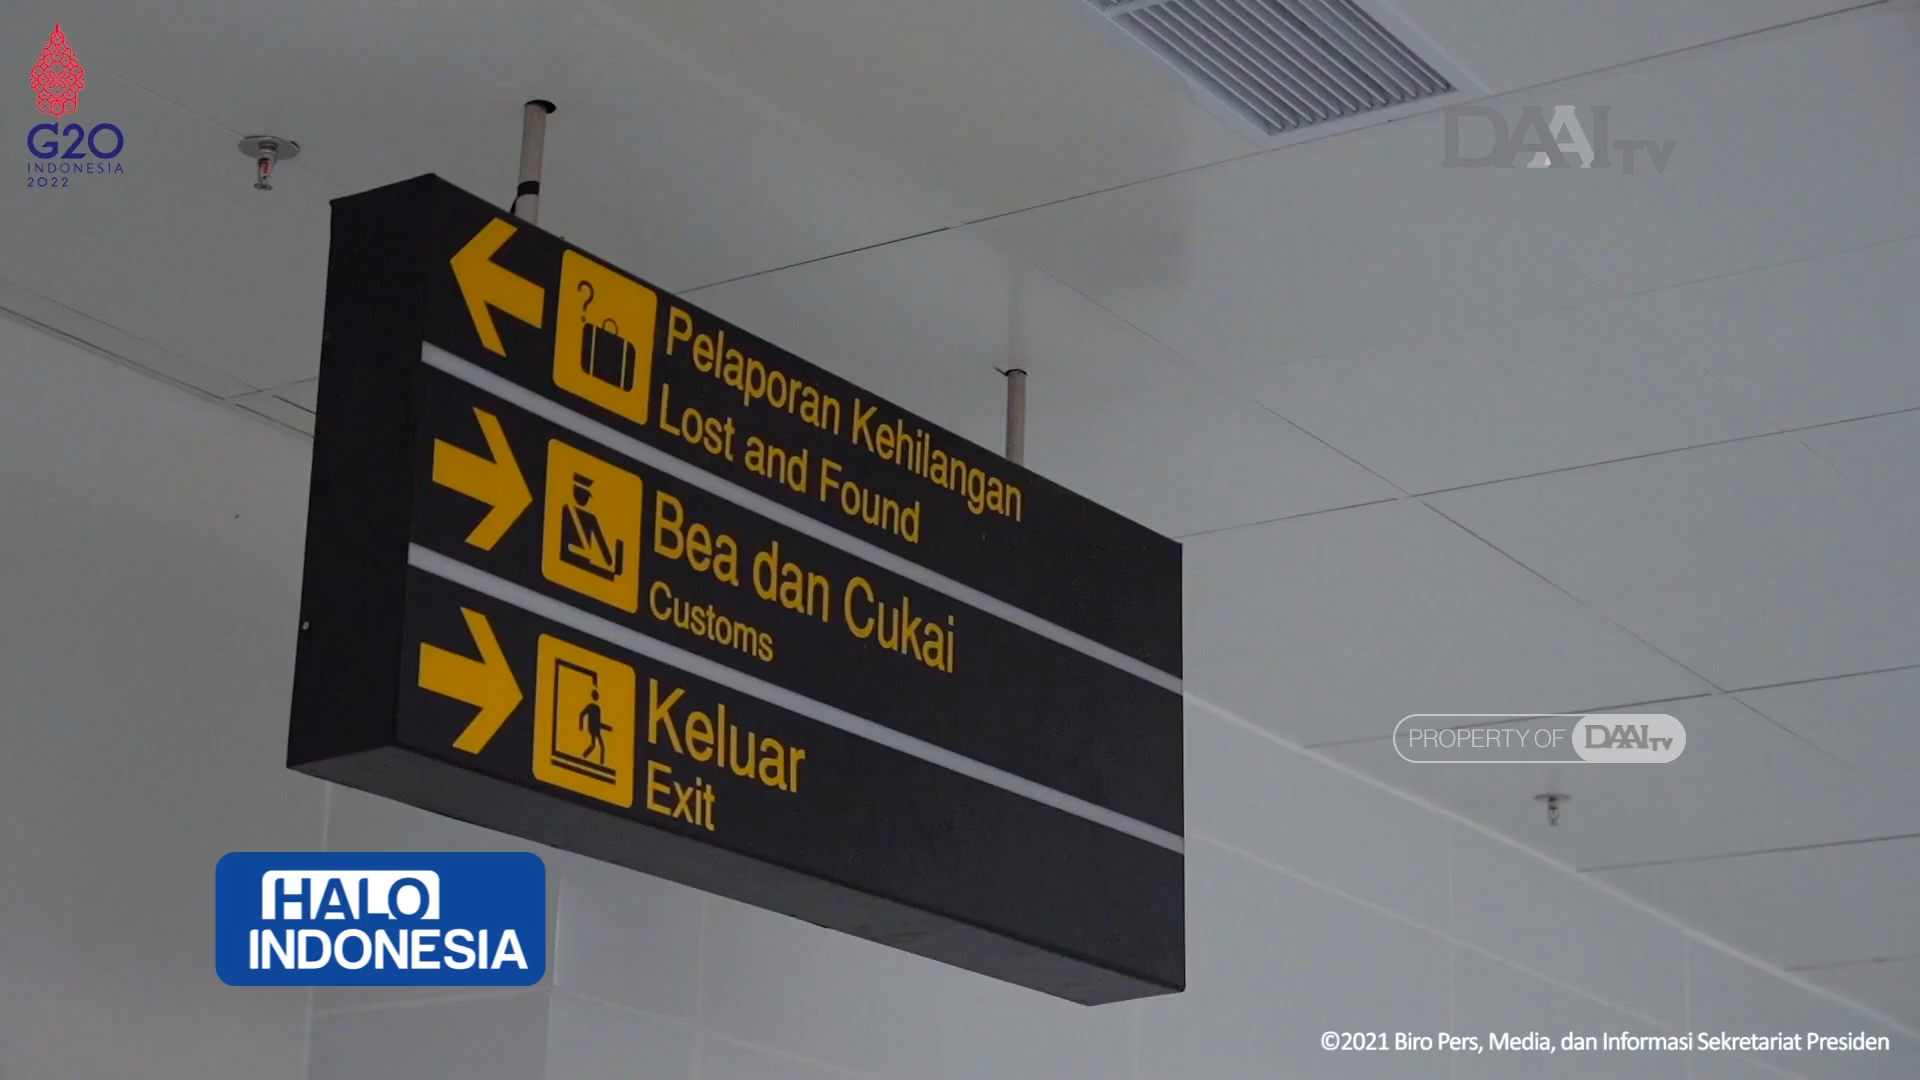 G20
INDONESIA
2022
DAAI TV
?
Pelaporan Kehilangan
Lost and Found
Bea dan Cukai
Customs
Keluar
Exit
PROPERTY OF DAAI TV
HALO
INDONESIA
©2021 Biro Pers, Media, dan Informasi Sekretariat Presiden